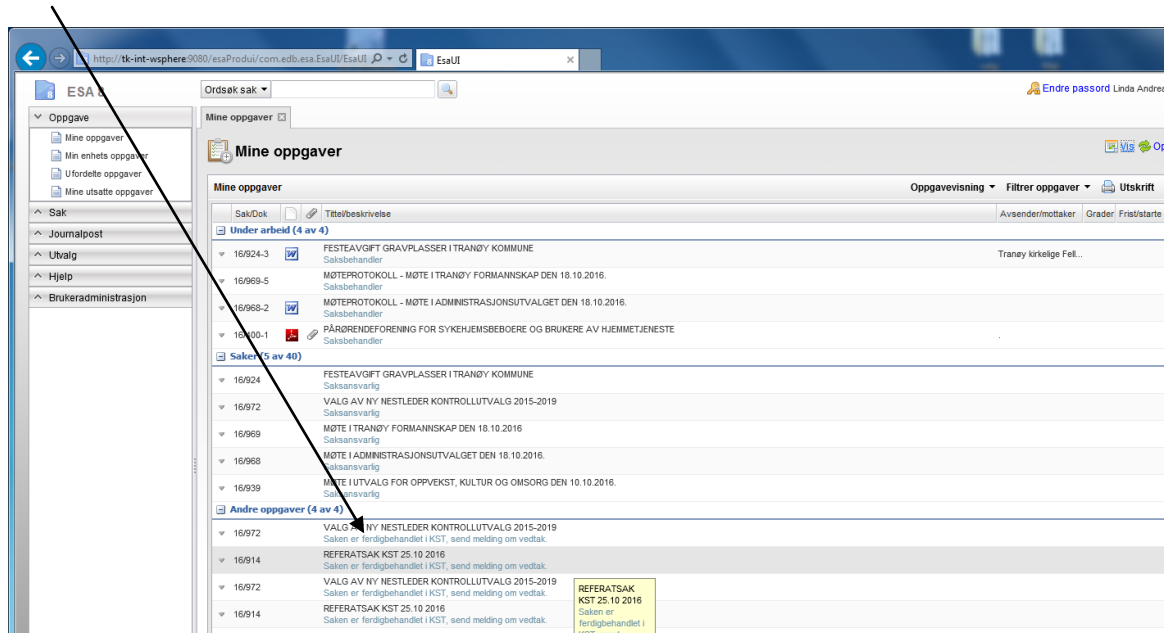 http://tk-int-wsphere:9080/esaProdui/com.edb.esa.EsaUI/EsaUI
EsaUI
ESA 8
Ordsøk sak
Endre passord Linda Andrea
Oppgave
Mine oppgaver
Mine oppgaver
Min enhets oppgaver
Ufordelte oppgaver
Mine utsatte oppgaver
Sak
Journalpost
Utvalg
Hjelp
Brukeradministrasjon
Mine oppgaver
Vis Op
Mine oppgaver
Oppgavevisning Filtrer oppgaver Utskrift
Sak/Dok Tittel/beskrivelse Avsender/mottaker Grader Frist/starte
Under arbeid (4 av 4)
16/924-3 FESTEAVGIFT GRAVPLASSER I TRANØY KOMMUNE Tranøy kirkelige Fell...
Saksbehandler
16/969-5 MØTEPROTOKOLL - MØTE I TRANØY FORMANNSKAP DEN 18.10.2016.
Saksbehandler
16/968-2 MØTEPROTOKOLL - MØTE I ADMINISTRASJONSUTVALGET DEN 18.10.2016.
Saksbehandler
16/400-1 PÅRØRENDEFORENING FOR SYKEHJEMSBEBOERE OG BRUKERE AV HJEMMETJENESTE .
Saksbehandler
Saker (5 av 40)
16/924 FESTEAVGIFT GRAVPLASSER I TRANØY KOMMUNE
Saksansvarlig
16/972 VALG AV NY NESTLEDER KONTROLLUTVALG 2015-2019
Saksansvarlig
16/969 MØTE I TRANØY FORMANNSKAP DEN 18.10.2016
Saksansvarlig
16/968 MØTE I ADMINISTRASJONSUTVALGET DEN 18.10.2016.
Saksansvarlig
16/939 MØTE I UTVALG FOR OPPVEKST, KULTUR OG OMSORG DEN 10.10.2016.
Saksansvarlig
Andre oppgaver (4 av 4)
16/972 VALG AV NY NESTLEDER KONTROLLUTVALG 2015-2019
Saken er ferdigbehandlet i KST, send melding om vedtak.
16/914 REFERATSAK KST 25.10 2016
Saken er ferdigbehandlet i KST, send melding om vedtak.
16/972 VALG AV NY NESTLEDER KONTROLLUTVALG 2015-2019
Saken er ferdigbehandlet i KST, send melding om vedtak.
16/914 REFERATSAK KST 25.10 2016
Saken er ferdigbehandlet i KST, send melding om vedtak.
REFERATSAK
KST 25.10 2016
Saken er
ferdigbehandlet i